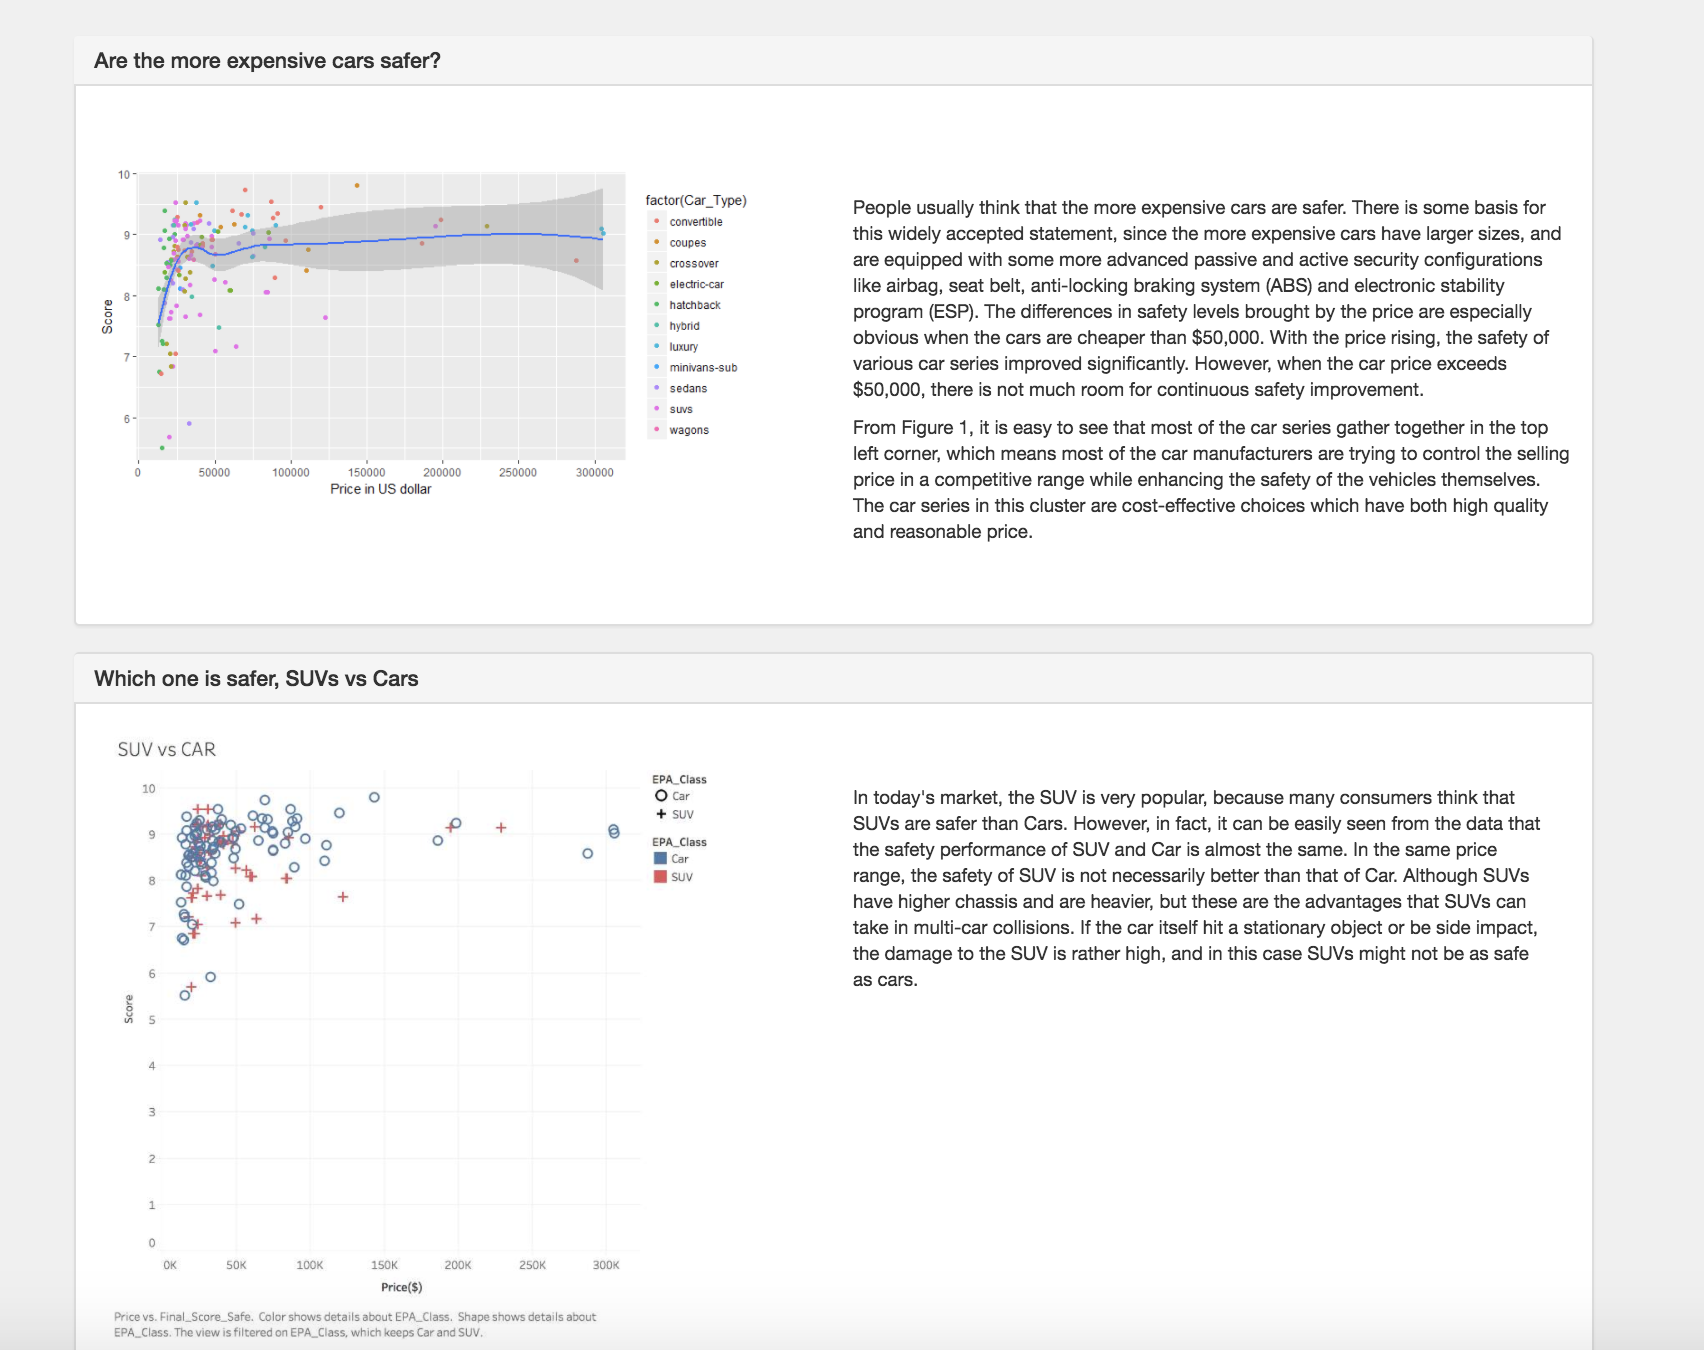 Are the more expensive cars safer?
10
9
8
7
6
Score
0 50000 100000 150000 200000 250000 300000
Price in US dollar
factor(Car_Type)
convertible
coupes
crossover
electric-car
hatchback
hybrid
luxury
minivans-sub
sedans
suvs
wagons
People usually think that the more expensive cars are safer. There is some basis for
this widely accepted statement, since the more expensive cars have larger sizes, and
are equipped with some more advanced passive and active security configurations
like airbag, seat belt, anti-locking braking system (ABS) and electronic stability
program (ESP). The differences in safety levels brought by the price are especially
obvious when the cars are cheaper than $50,000. With the price rising, the safety of
various car series improved significantly. However, when the car price exceeds
$50,000, there is not much room for continuous safety improvement.
From Figure 1, it is easy to see that most of the car series gather together in the top
left corner, which means most of the car manufacturers are trying to control the selling
price in a competitive range while enhancing the safety of the vehicles themselves.
The car series in this cluster are cost-effective choices which have both high quality
and reasonable price.
Which one is safer, SUVs vs Cars
SUV vs CAR
10
9
8
7
6
5
4
3
2
1
0
Score
0K 50K 100K 150K 200K 250K 300K
Price($)
EPA_Class
Car
SUV
EPA_Class
Car
SUV
Price vs. Final_Score_Safe. Color shows details about EPA_Class. Shape shows details about
EPA_Class. The view is filtered on EPA_Class, which keeps Car and SUV.
In today's market, the SUV is very popular, because many consumers think that
SUVs are safer than Cars. However, in fact, it can be easily seen from the data that
the safety performance of SUV and Car is almost the same. In the same price
range, the safety of SUV is not necessarily better than that of Car. Although SUVs
have higher chassis and are heavier, but these are the advantages that SUVs can
take in multi-car collisions. If the car itself hit a stationary object or be side impact,
the damage to the SUV is rather high, and in this case SUVs might not be as safe
as cars.